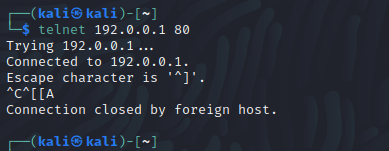 ┌──(kali㉿kali)-[~]
└─$ telnet 192.0.0.1 80
Trying 192.0.0.1...
Connected to 192.0.0.1.
Escape character is '^]'.
^C^[[A
Connection closed by foreign host.
┌──(kali㉿kali)-[~]